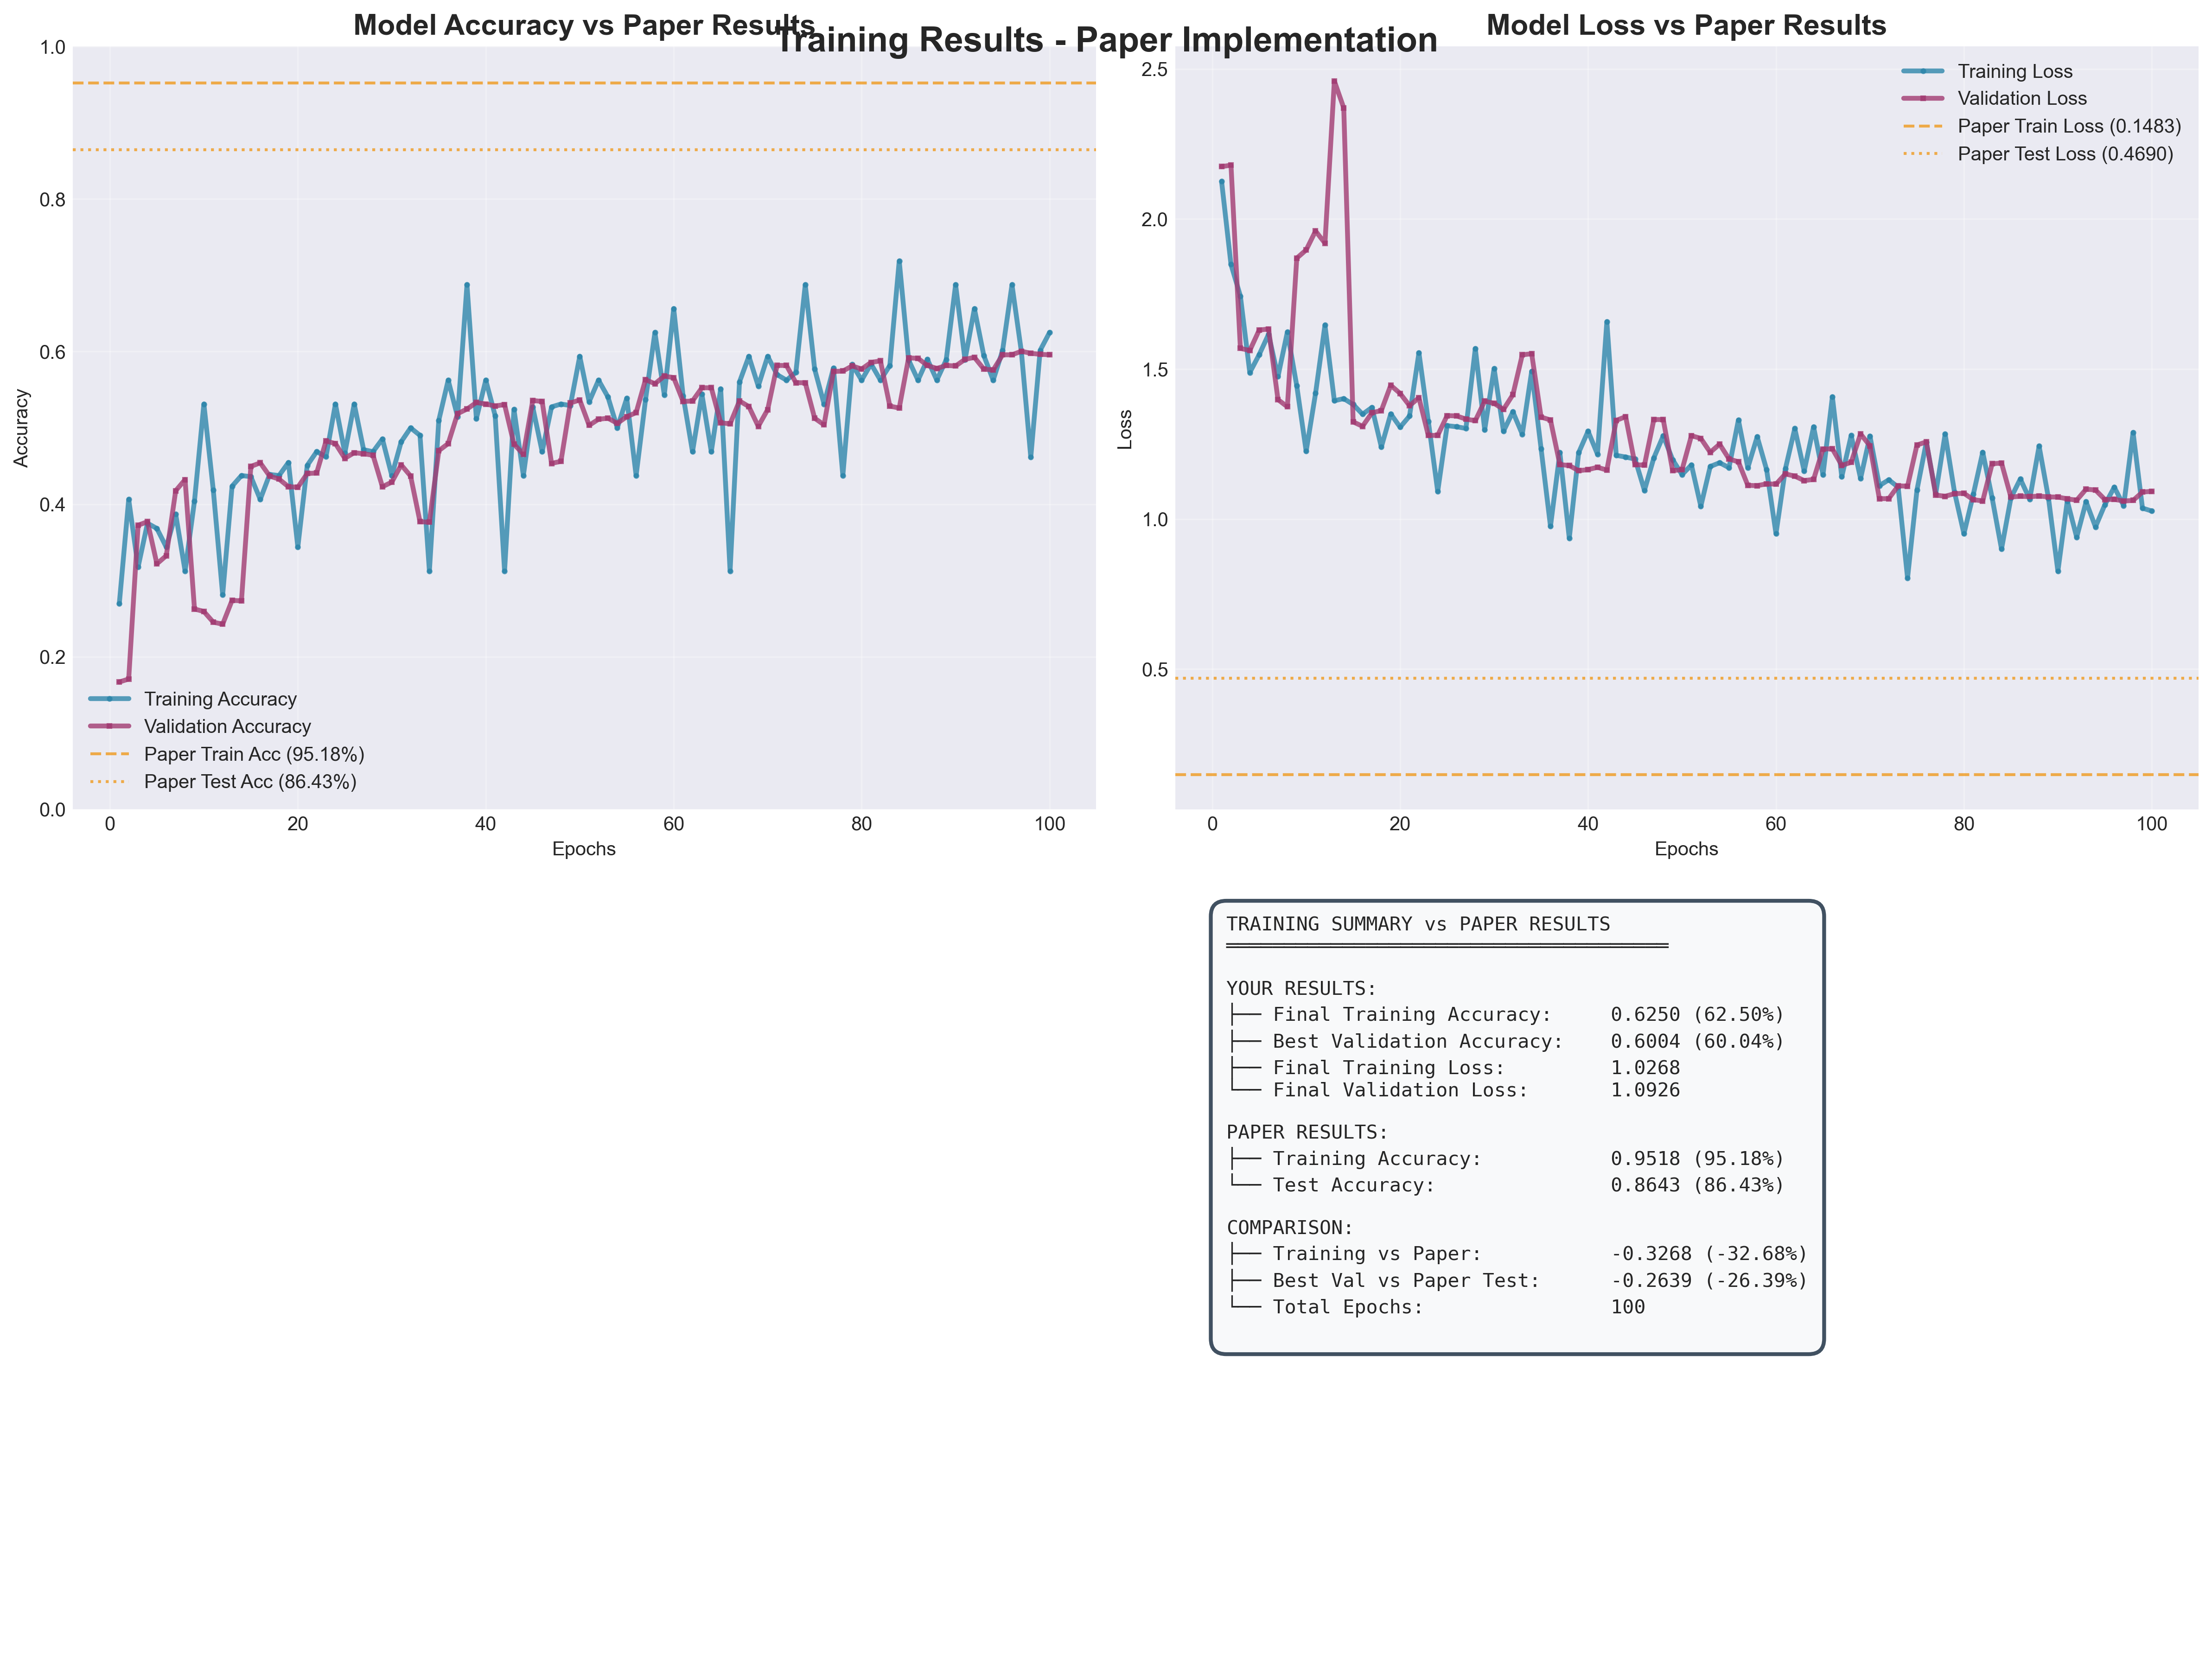 Training Results - Paper Implementation
Model Accuracy vs Paper Results
1.0
0.8
0.6
0.4
0.2
0.0
Accuracy
Training Accuracy
Validation Accuracy
Paper Train Acc (95.18%)
Paper Test Acc (86.43%)
0 20 40 60 80 100
Epochs
Model Loss vs Paper Results
2.5
2.0
1.5
1.0
0.5
Loss
Training Loss
Validation Loss
Paper Train Loss (0.1483)
Paper Test Loss (0.4690)
0 20 40 60 80 100
Epochs
TRAINING SUMMARY vs PAPER RESULTS
══════════════════════════════════════
YOUR RESULTS:
├── Final Training Accuracy: 0.6250 (62.50%)
├── Best Validation Accuracy: 0.6004 (60.04%)
├── Final Training Loss: 1.0268
└── Final Validation Loss: 1.0926
PAPER RESULTS:
├── Training Accuracy: 0.9518 (95.18%)
└── Test Accuracy: 0.8643 (86.43%)
COMPARISON:
├── Training vs Paper: -0.3268 (-32.68%)
├── Best Val vs Paper Test: -0.2639 (-26.39%)
└── Total Epochs: 100